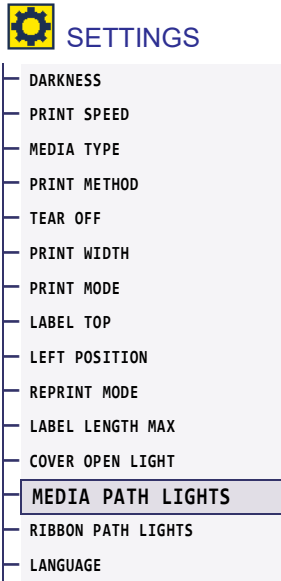 SETTINGS
DARKNESS
PRINT SPEED
MEDIA TYPE
PRINT METHOD
TEAR OFF
PRINT WIDTH
PRINT MODE
LABEL TOP
LEFT POSITION
REPRINT MODE
LABEL LENGTH MAX
COVER OPEN LIGHT
MEDIA PATH LIGHTS
RIBBON PATH LIGHTS
LANGUAGE